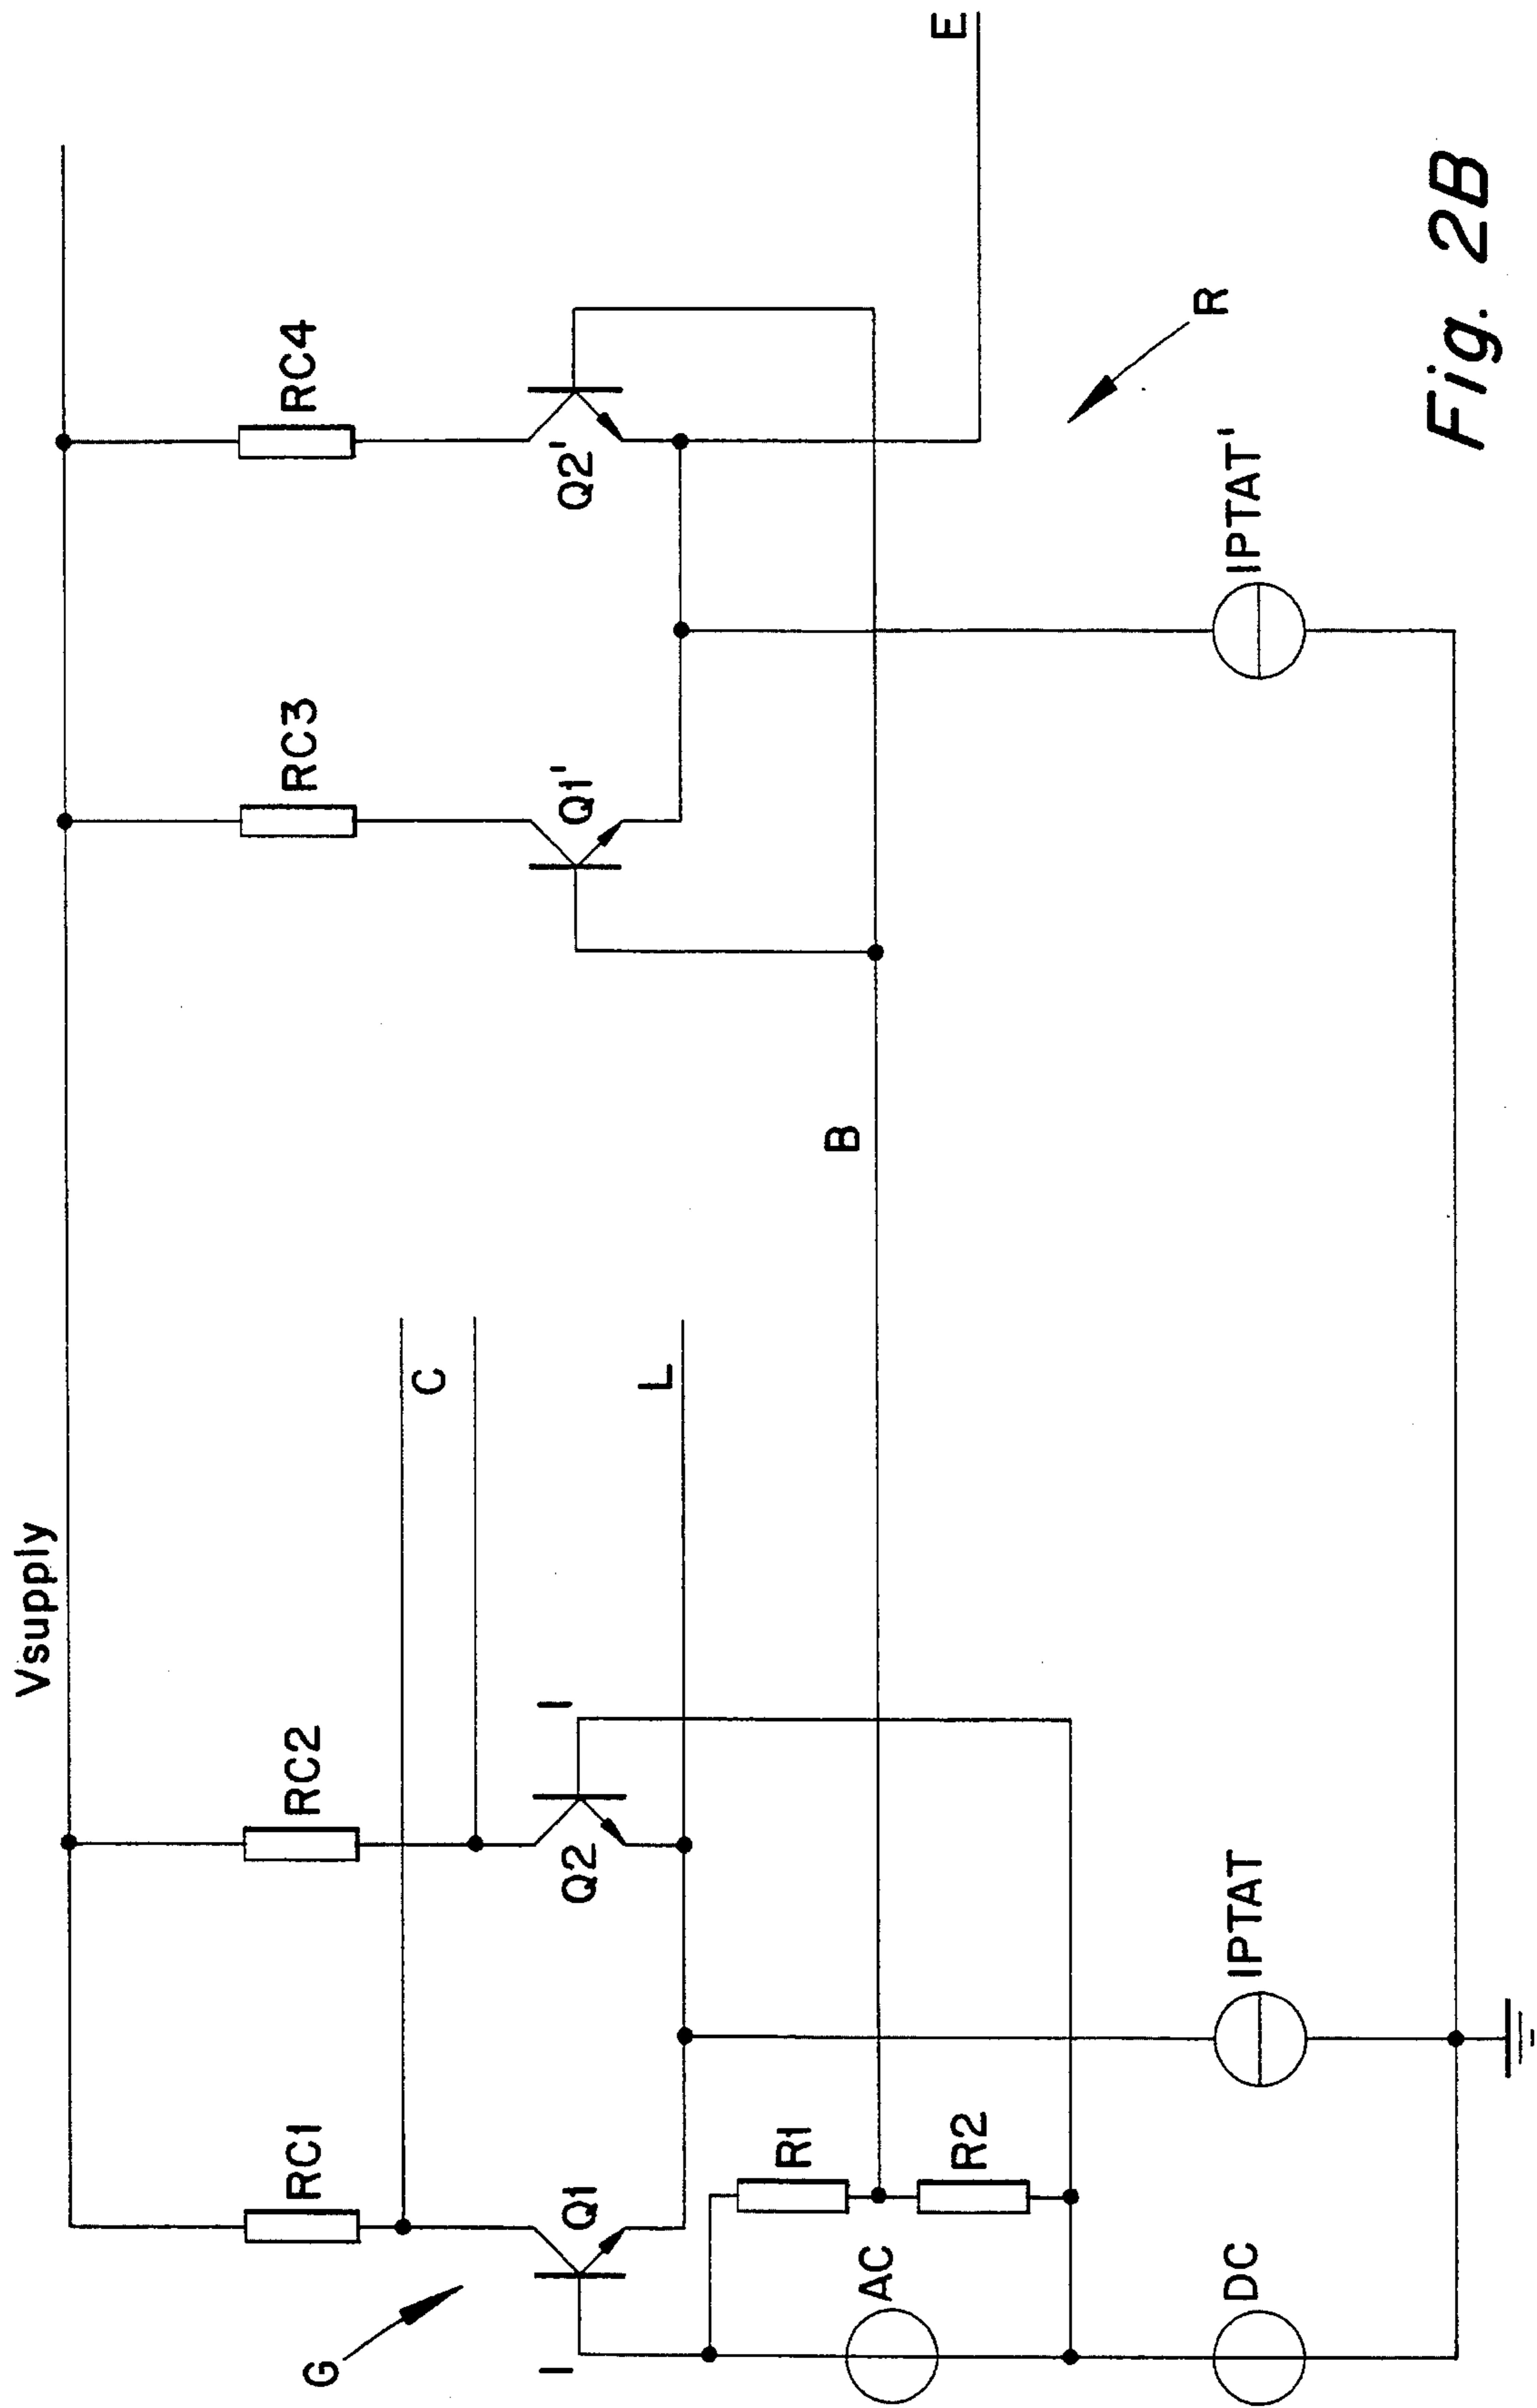 Vsupply
RC1
RC2
RC3
RC4
G
C
I
Q1
Q2
I
Q1'
Q2'
L
R1
B
AC
R2
E
DC
IPTAT
IPTAT'
R
Fig. 2B